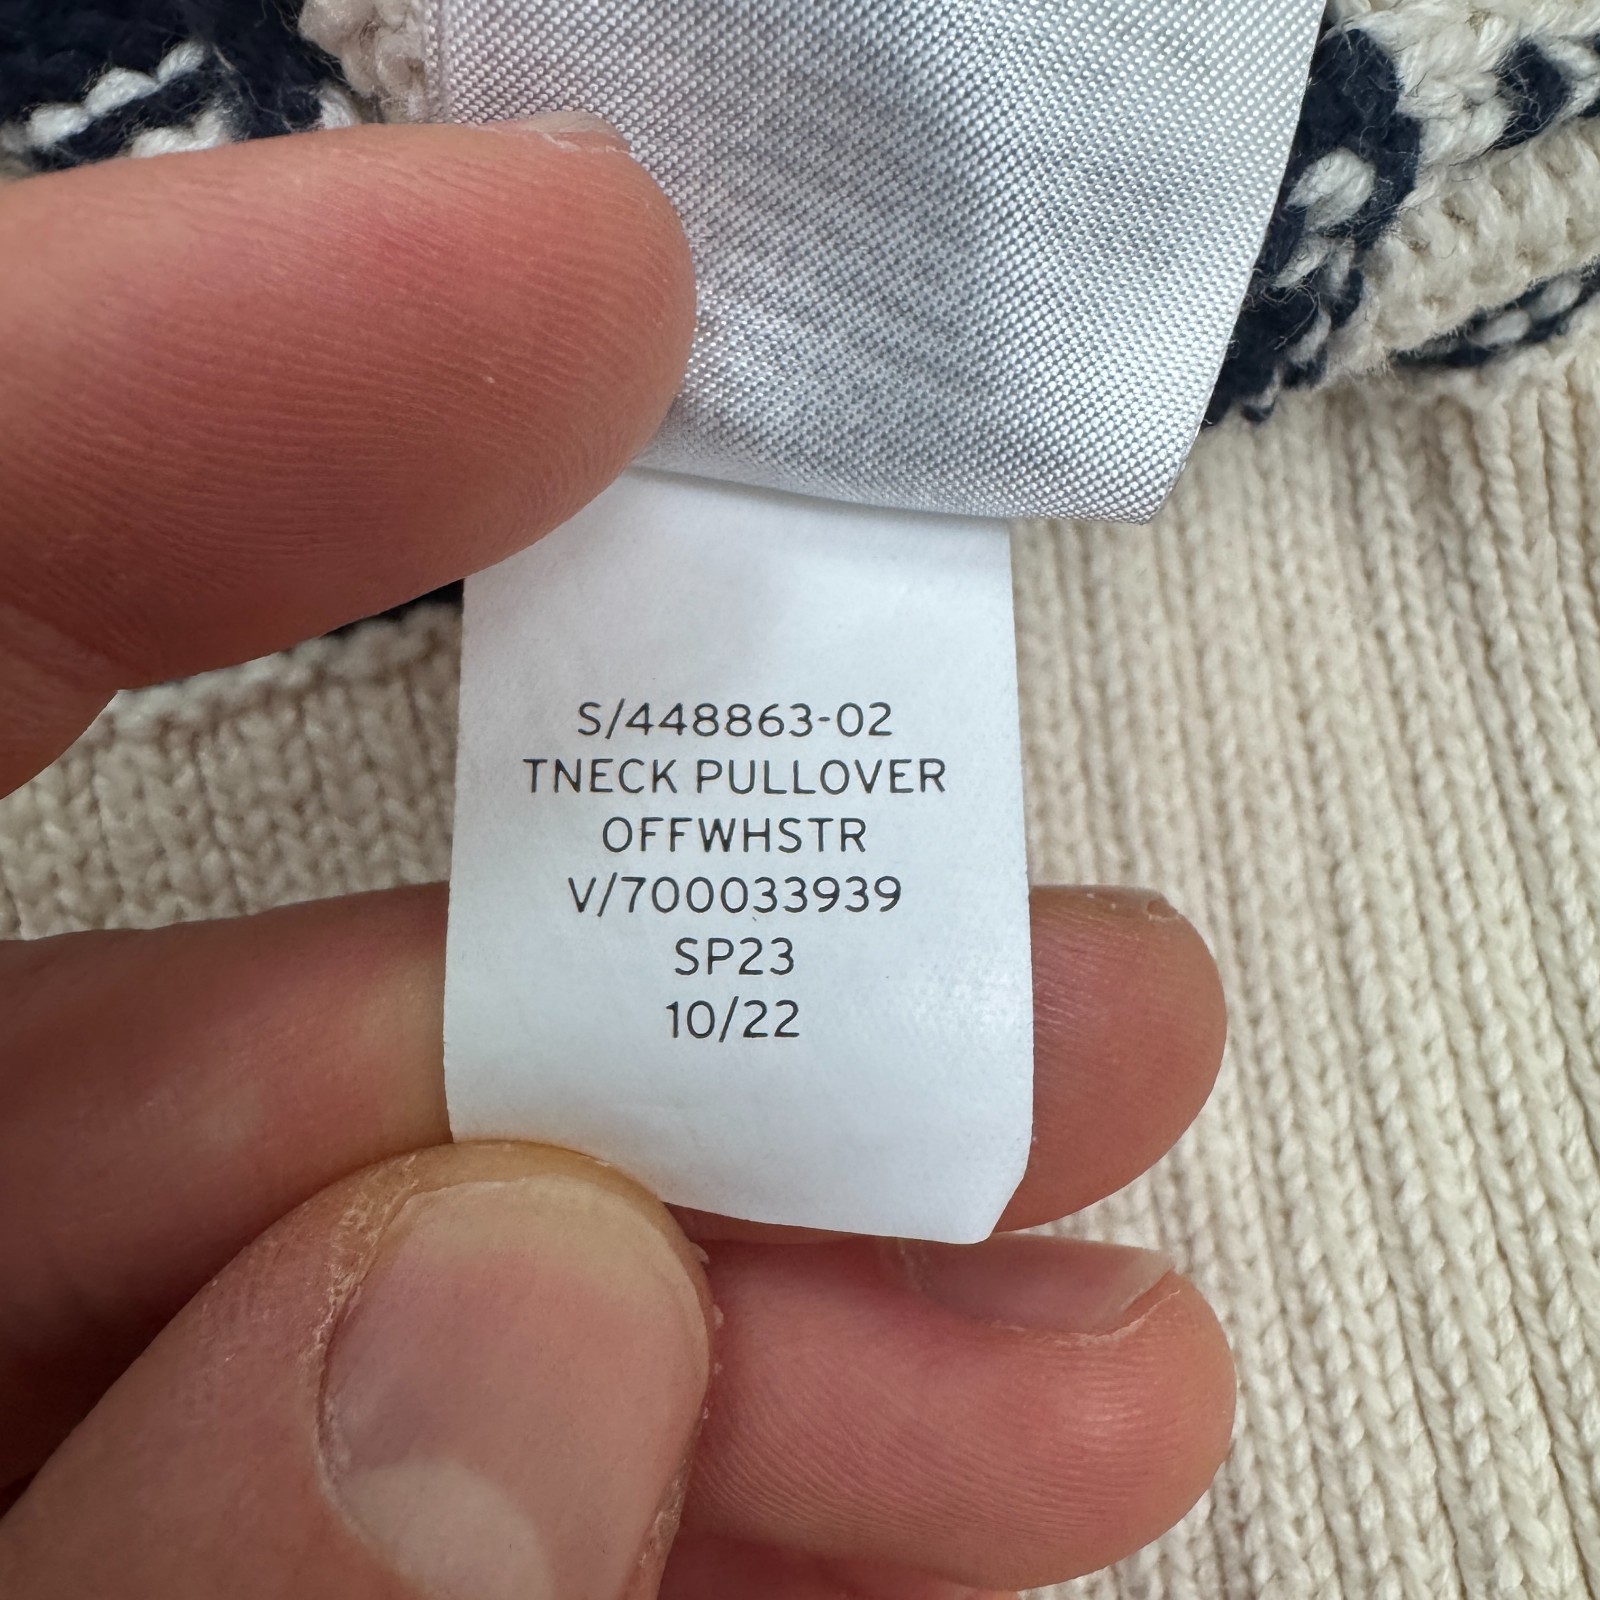 S/448863-02
TNECK PULLOVER
OFFWHSTR
V/700033939
SP23
10/22